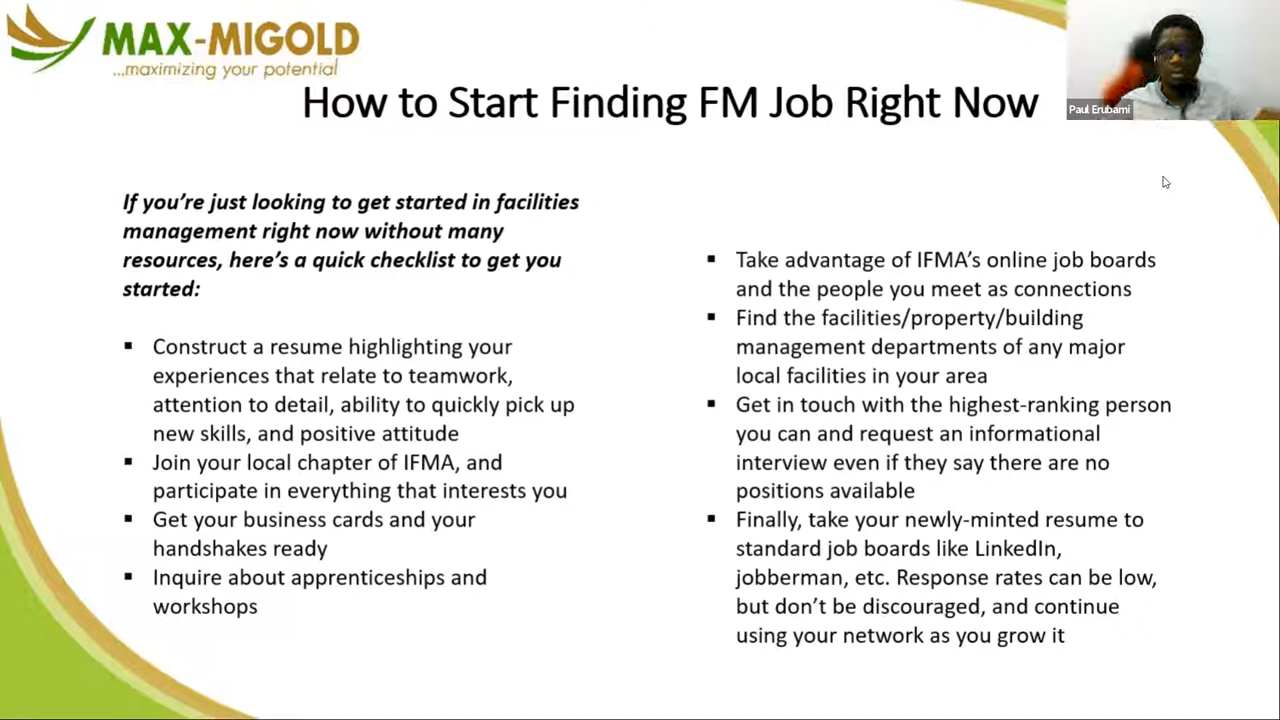 MAX-MIGOLD
...maximizing your potential
How to Start Finding FM Job Right Now
Paul Erubami
If you're just looking to get started in facilities
management right now without many
resources, here's a quick checklist to get you
started:
▪ Construct a resume highlighting your
experiences that relate to teamwork,
attention to detail, ability to quickly pick up
new skills, and positive attitude
▪ Join your local chapter of IFMA, and
participate in everything that interests you
▪ Get your business cards and your
handshakes ready
▪ Inquire about apprenticeships and
workshops
▪ Take advantage of IFMA's online job boards
and the people you meet as connections
▪ Find the facilities/property/building
management departments of any major
local facilities in your area
▪ Get in touch with the highest-ranking person
you can and request an informational
interview even if they say there are no
positions available
▪ Finally, take your newly-minted resume to
standard job boards like LinkedIn,
jobberman, etc. Response rates can be low,
but don't be discouraged, and continue
using your network as you grow it